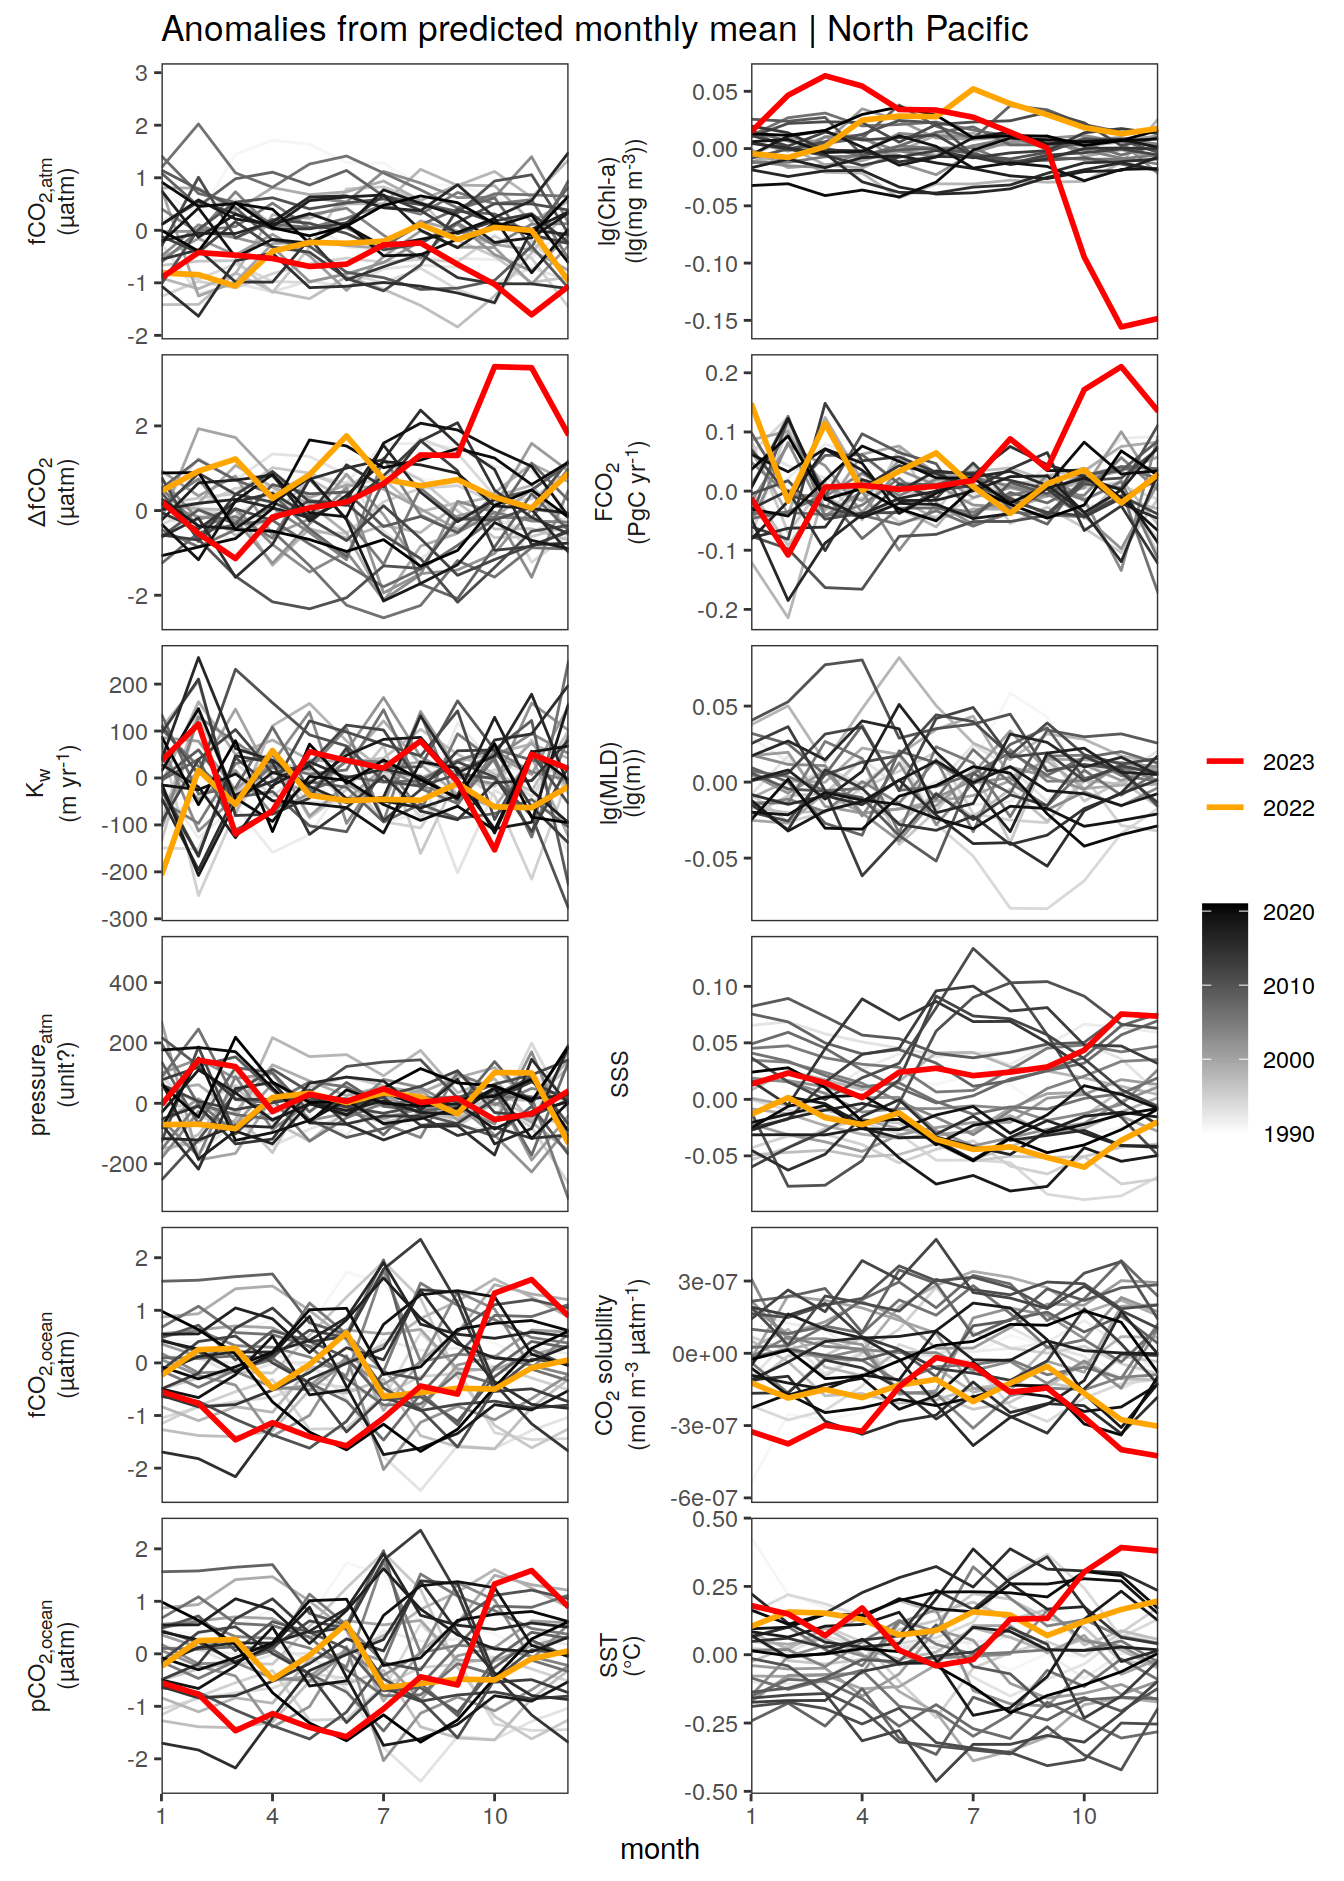 Anomalies from predicted monthly mean | North Pacific
fCO2,atm
(µatm)
3
2
1
0
-1
-2
lg(Chl-a)
(lg(mg m-3))
0.05
0.00
-0.05
-0.10
-0.15
ΔfCO2
(µatm)
2
0
-2
FCO2
(PgC yr-1)
0.2
0.1
0.0
-0.1
-0.2
Kw
(m yr-1)
200
100
0
-100
-200
-300
lg(MLD)
(lg(m))
0.05
0.00
-0.05
pressureatm
(unit?)
400
200
0
-200
SSS
0.10
0.05
0.00
-0.05
fCO2,ocean
(µatm)
2
1
0
-1
-2
CO2 solubility
(mol m-3 µatm-1)
3e-07
0e+00
-3e-07
-6e-07
pCO2,ocean
(µatm)
2
1
0
-1
-2
SST
(°C)
0.50
0.25
0.00
-0.25
-0.50
1 4 7 10
1 4 7 10
month
2023
2022
2020
2010
2000
1990